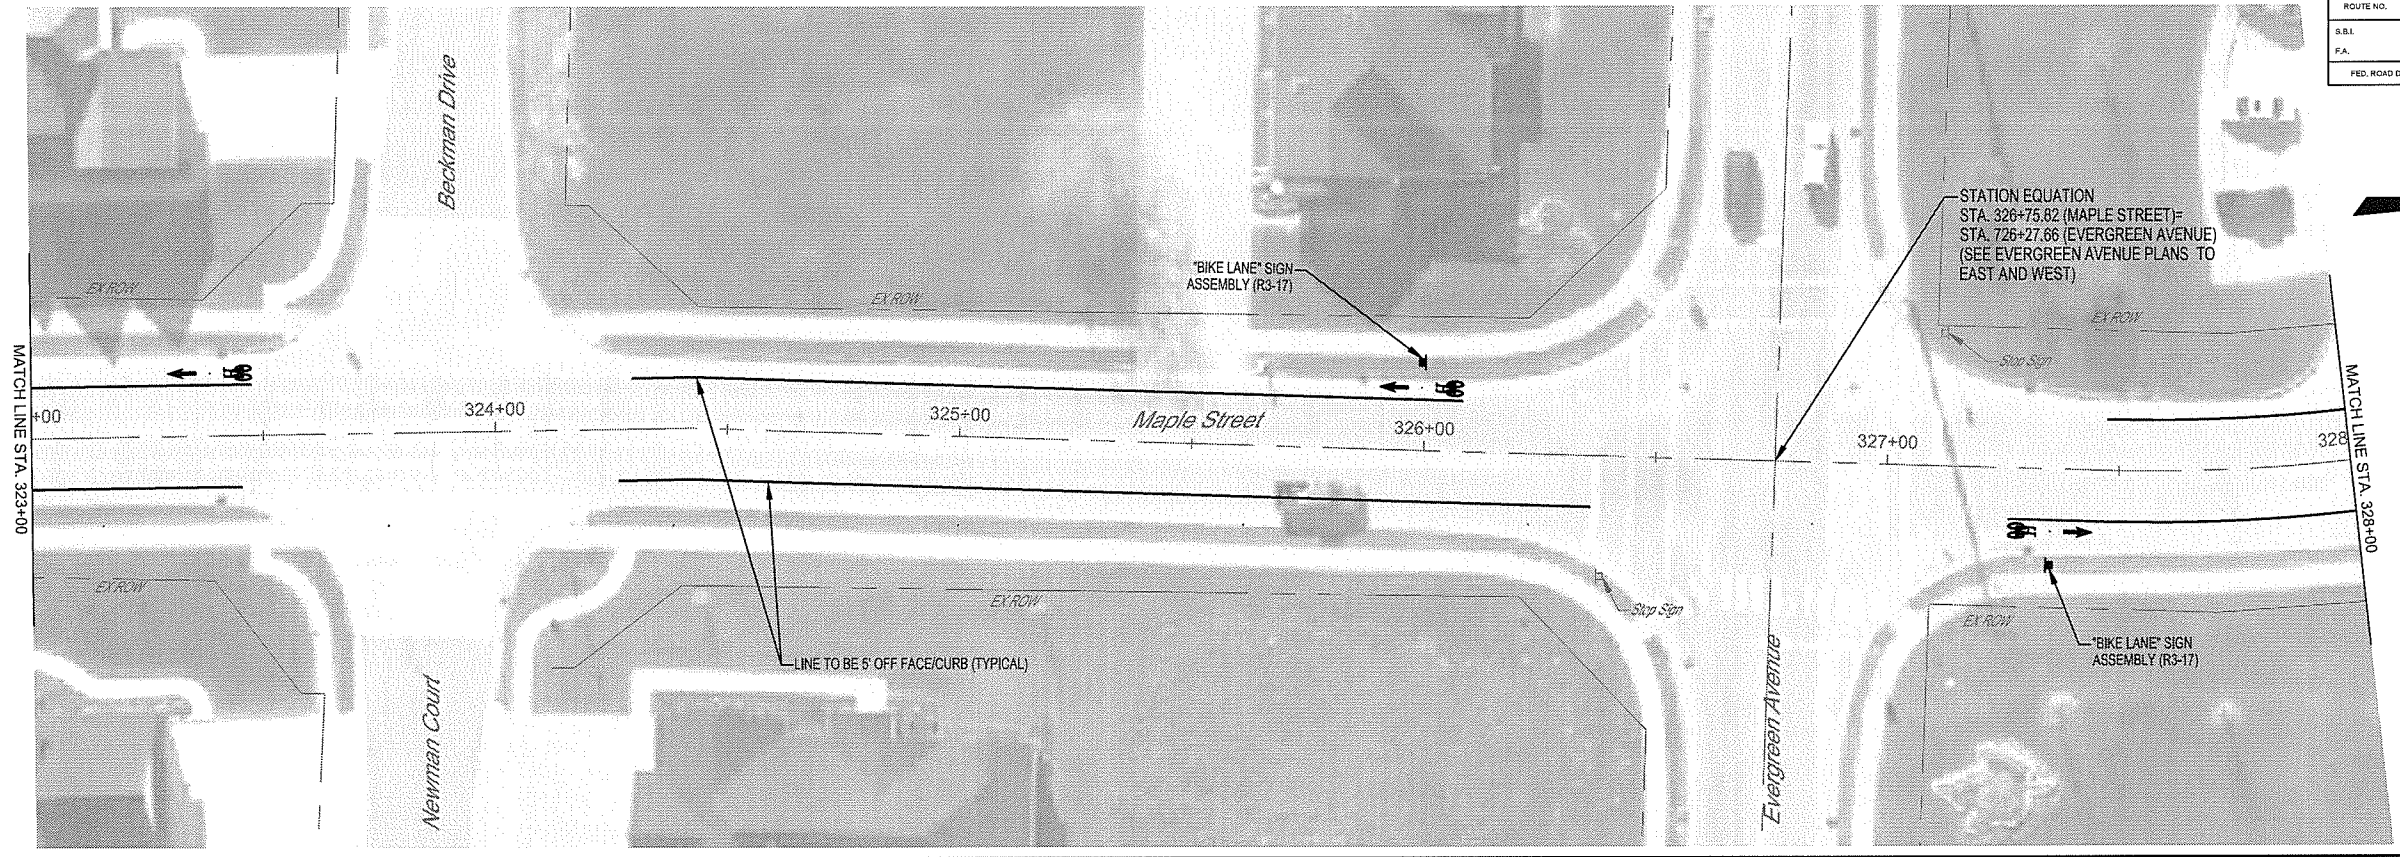 ROUTE NO.
S.B.I.
F.A.
FED. ROAD D
Beckman Drive
STATION EQUATION
STA. 326+75.82 (MAPLE STREET)=
STA. 726+27.66 (EVERGREEN AVENUE)
(SEE EVERGREEN AVENUE PLANS TO
EAST AND WEST)
"BIKE LANE" SIGN
ASSEMBLY (R3-17)
EX ROW
EX ROW
EX ROW
Stop Sign
MATCH LINE STA. 323+00
+00
324+00
325+00
Maple Street
326+00
327+00
328
MATCH LINE STA. 328+00
EX ROW
EX ROW
Stop Sign
EX ROW
"BIKE LANE" SIGN
ASSEMBLY (R3-17)
LINE TO BE 5' OFF FACE/CURB (TYPICAL)
Newman Court
Evergreen Avenue